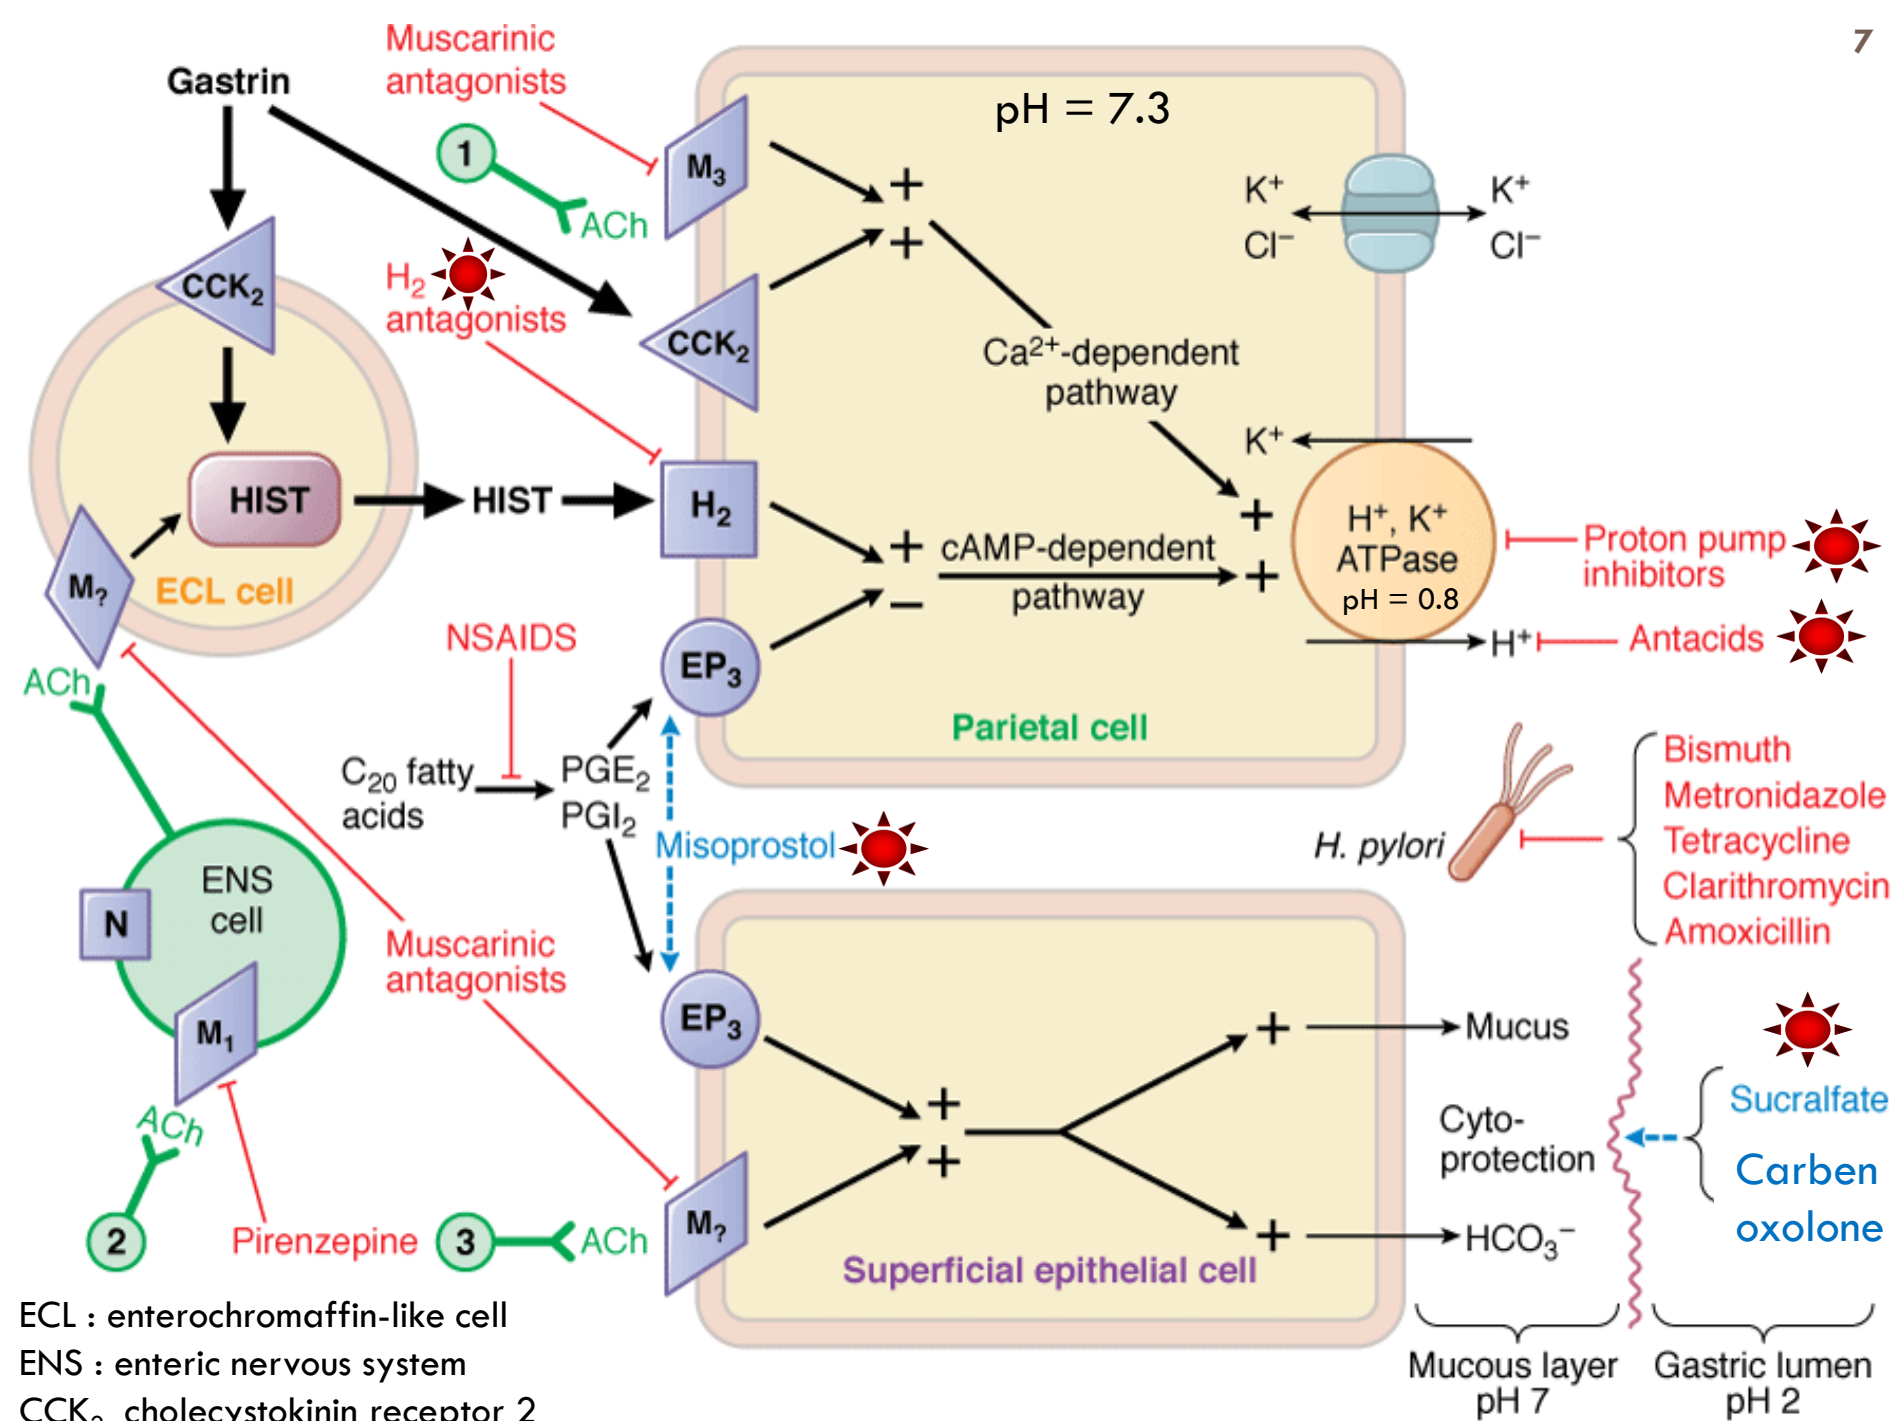 7
Gastrin
Muscarinic
antagonists
1
ACh
M3
pH = 7.3
+
+
K+
Cl−
K+
Cl−
CCK2
H2
antagonists
CCK2
Ca2+-dependent
pathway
K+
HIST
HIST
H2
+
−
cAMP-dependent
pathway
+
+
H+, K+
ATPase
pH = 0.8
Proton pump
inhibitors
H+
Antacids
M?
ECL cell
ACh
NSAIDS
EP3
Parietal cell
C20 fatty
acids
PGE2
PGI2
Misoprostol
H. pylori
Bismuth
Metronidazole
Tetracycline
Clarithromycin
Amoxicillin
ENS
cell
N
M1
Muscarinic
antagonists
EP3
+
+
+
Mucus
Cyto-
protection
Sucralfate
Carben
oxolone
ACh
2
Pirenzepine
3
ACh
M?
+
HCO3−
Superficial epithelial cell
ECL : enterochromaffin-like cell
ENS : enteric nervous system
CCK2 cholecystokinin receptor 2
Mucous layer
pH 7
Gastric lumen
pH 2